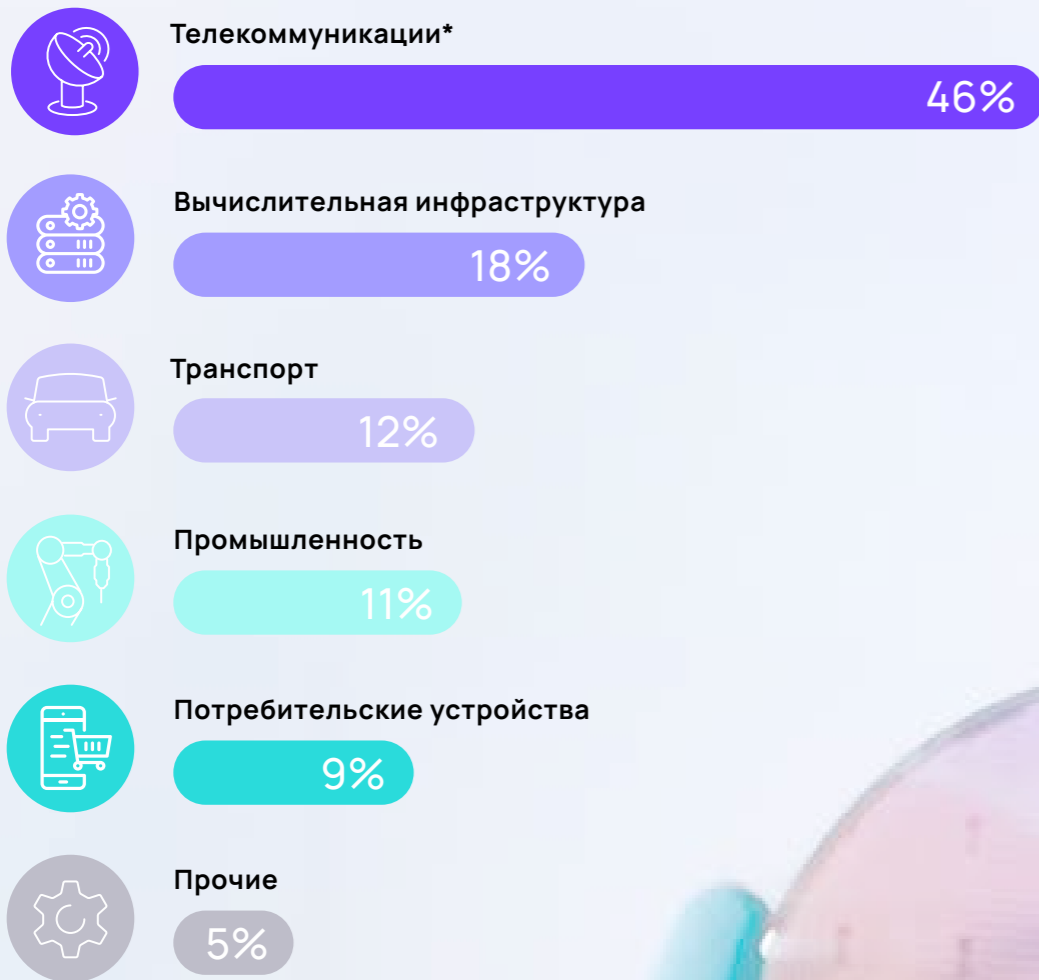 Телекоммуникации*
46%
Вычислительная инфраструктура
18%
Транспорт
12%
Промышленность
11%
Потребительские устройства
9%
Прочие
5%